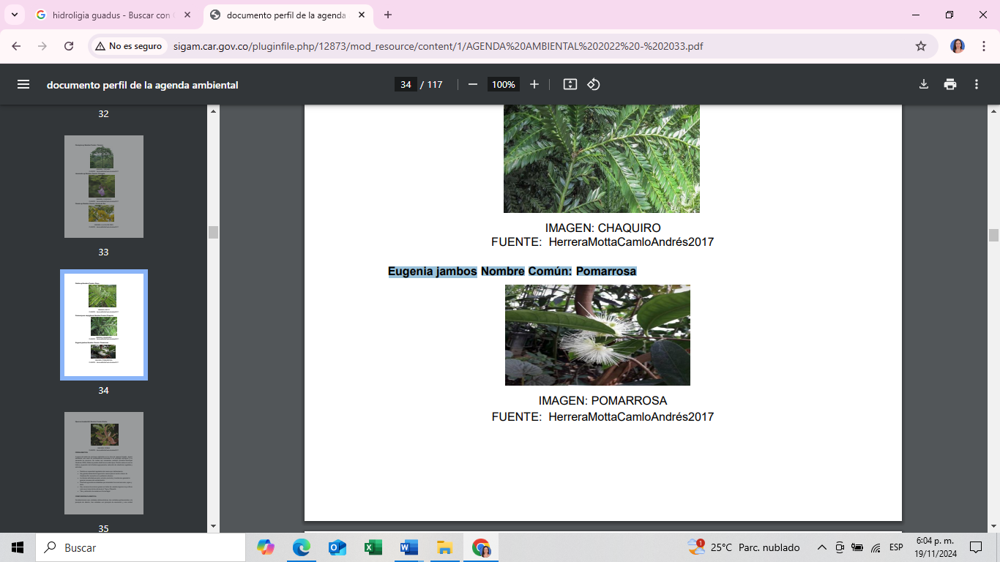 hidroligia guadus - Buscar con
documento perfil de la agenda
No es seguro
sigam.car.gov.co/pluginfile.php/12873/mod_resource/content/1/AGENDA%20AMBIENTAL%202022%20-%202033.pdf
documento perfil de la agenda ambiental
34 / 117
100%
32
33
34
35
IMAGEN: CHAQUIRO
FUENTE: HerreraMottaCamloAndrés2017
Eugenia jambos Nombre Común: Pomarrosa
IMAGEN: POMARROSA
FUENTE: HerreraMottaCamloAndrés2017
Buscar
1
25°C Parc. nublado
ESP
6:04 p. m.
19/11/2024